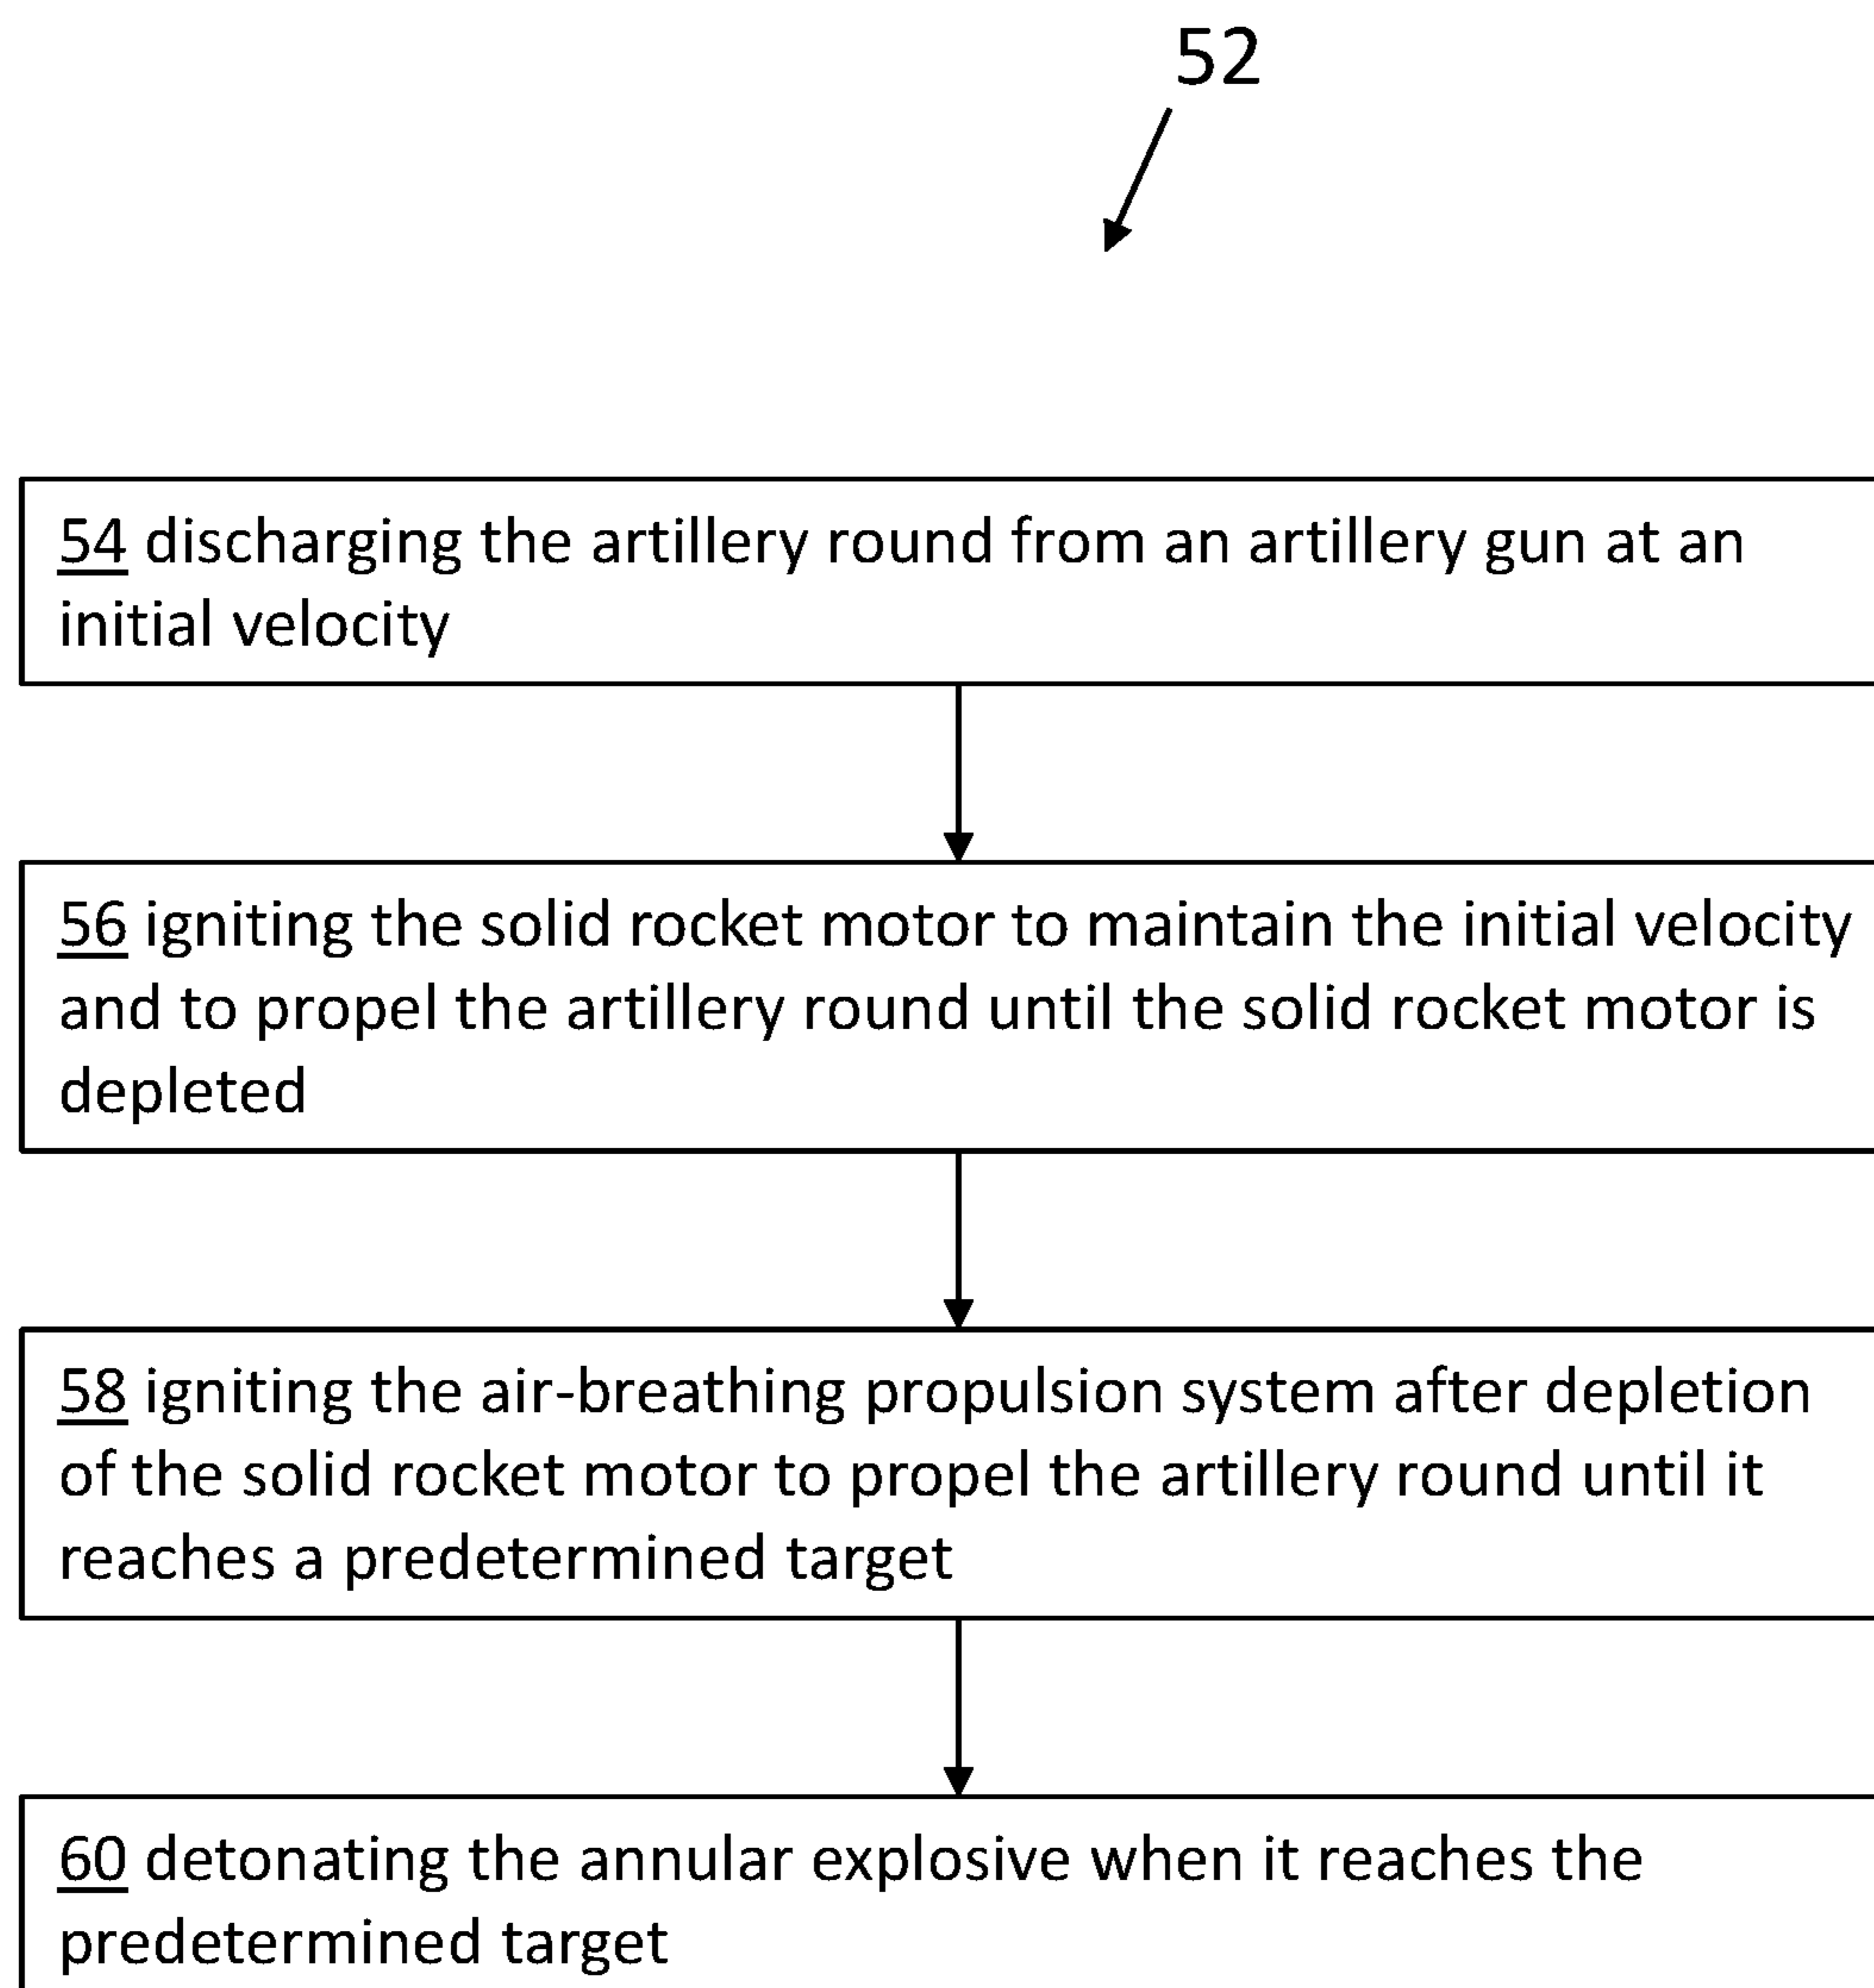 52
54 discharging the artillery round from an artillery gun at an
initial velocity
56 igniting the solid rocket motor to maintain the initial velocity
and to propel the artillery round until the solid rocket motor is
depleted
58 igniting the air-breathing propulsion system after depletion
of the solid rocket motor to propel the artillery round until it
reaches a predetermined target
60 detonating the annular explosive when it reaches the
predetermined target